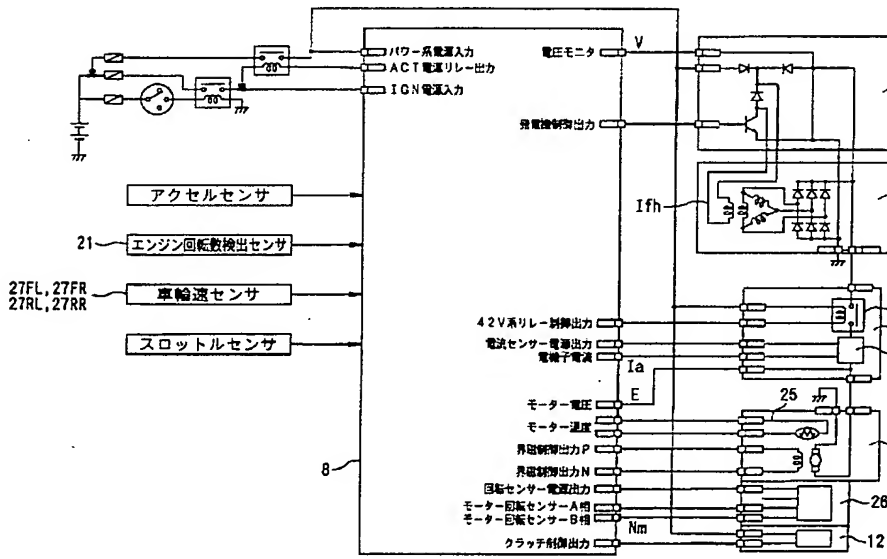 パワー系電源入力
ACT電源リレー出力
IGN電源入力
電圧モニタ
V
発電機制御出力
アクセルセンサ
Ifh
21
エンジン回転数検出センサ
27FL,27FR
27RL,27RR
車輪速センサ
スロットルセンサ
42V系リレー制御出力
電流センサー電源出力
電機子電流
Ia
E
モーター電圧
25
モーター温度
8
界磁制御出力P
界磁制御出力N
回転センサー電源出力
モーター回転センサーA相
26
モーター回転センサーB相
Nm
クラッチ制御出力
12